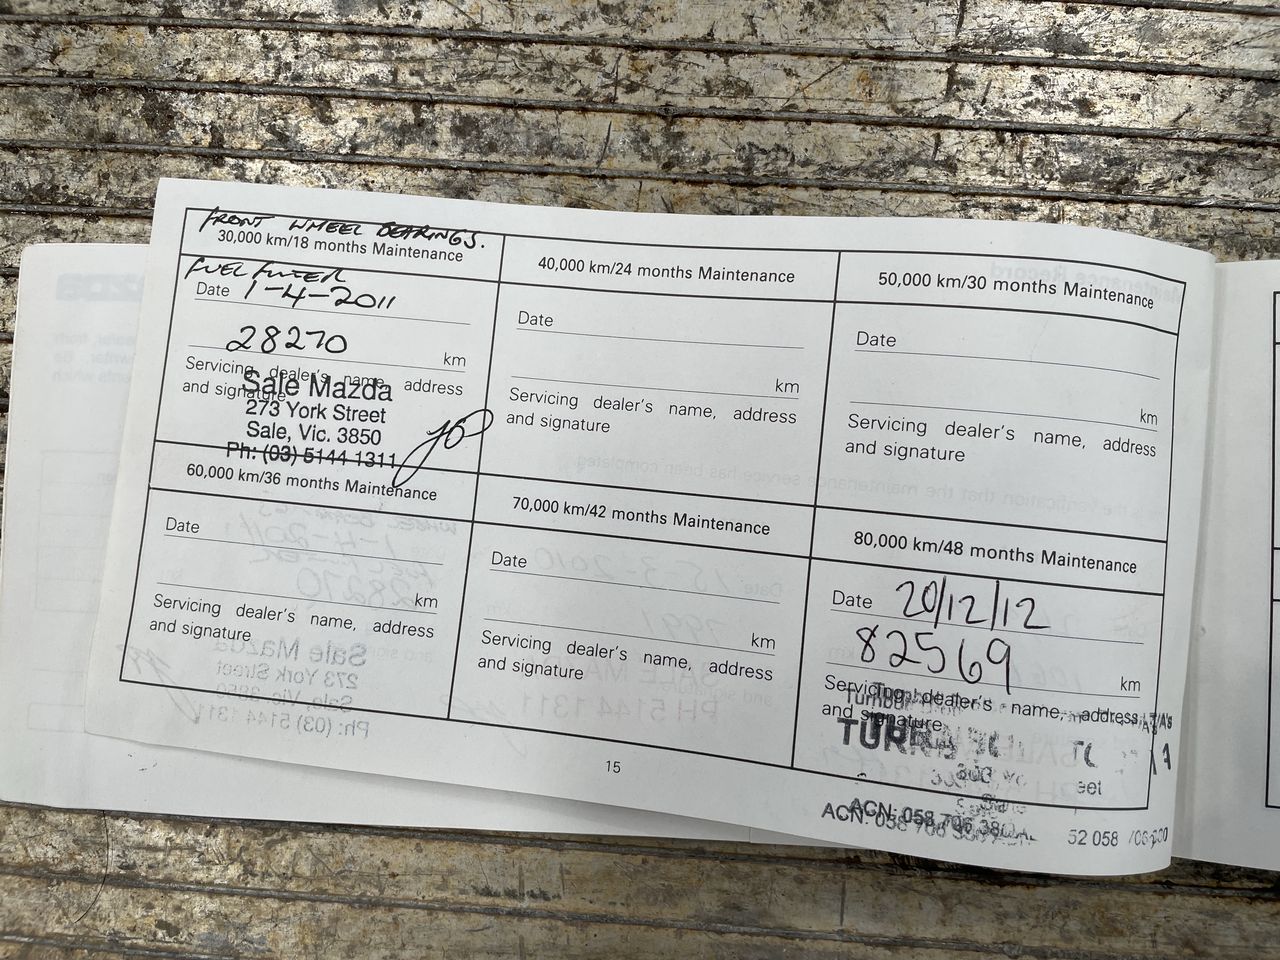 FRONT WHEEL BEARINGS.
30,000 km/18 months Maintenance
FUEL FILTER
Date 1-4-2011
28270 km
Servicing dealer's name, address
and signature
Sale Mazda
273 York Street
Sale, Vic. 3850
Ph: (03) 5144 1311
40,000 km/24 months Maintenance
Date
km
Servicing dealer's name, address
and signature
50,000 km/30 months Maintenance
Date
km
Servicing dealer's name, address
and signature
60,000 km/36 months Maintenance
Date
km
Servicing dealer's name, address
and signature
70,000 km/42 months Maintenance
Date
km
Servicing dealer's name, address
and signature
80,000 km/48 months Maintenance
Date 20/12/12
82569 km
Servicing dealer's name, address
and signature
ACN: 058 706
52 058
15